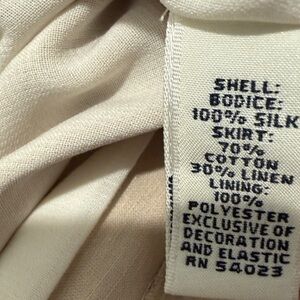 SHELL:
BODICE:
100% SILK
SKIRT:
70%
COTTON
30% LINEN
LINING:
100%
POLYESTER
EXCLUSIVE OF
DECORATION
AND ELASTIC
RN 54023